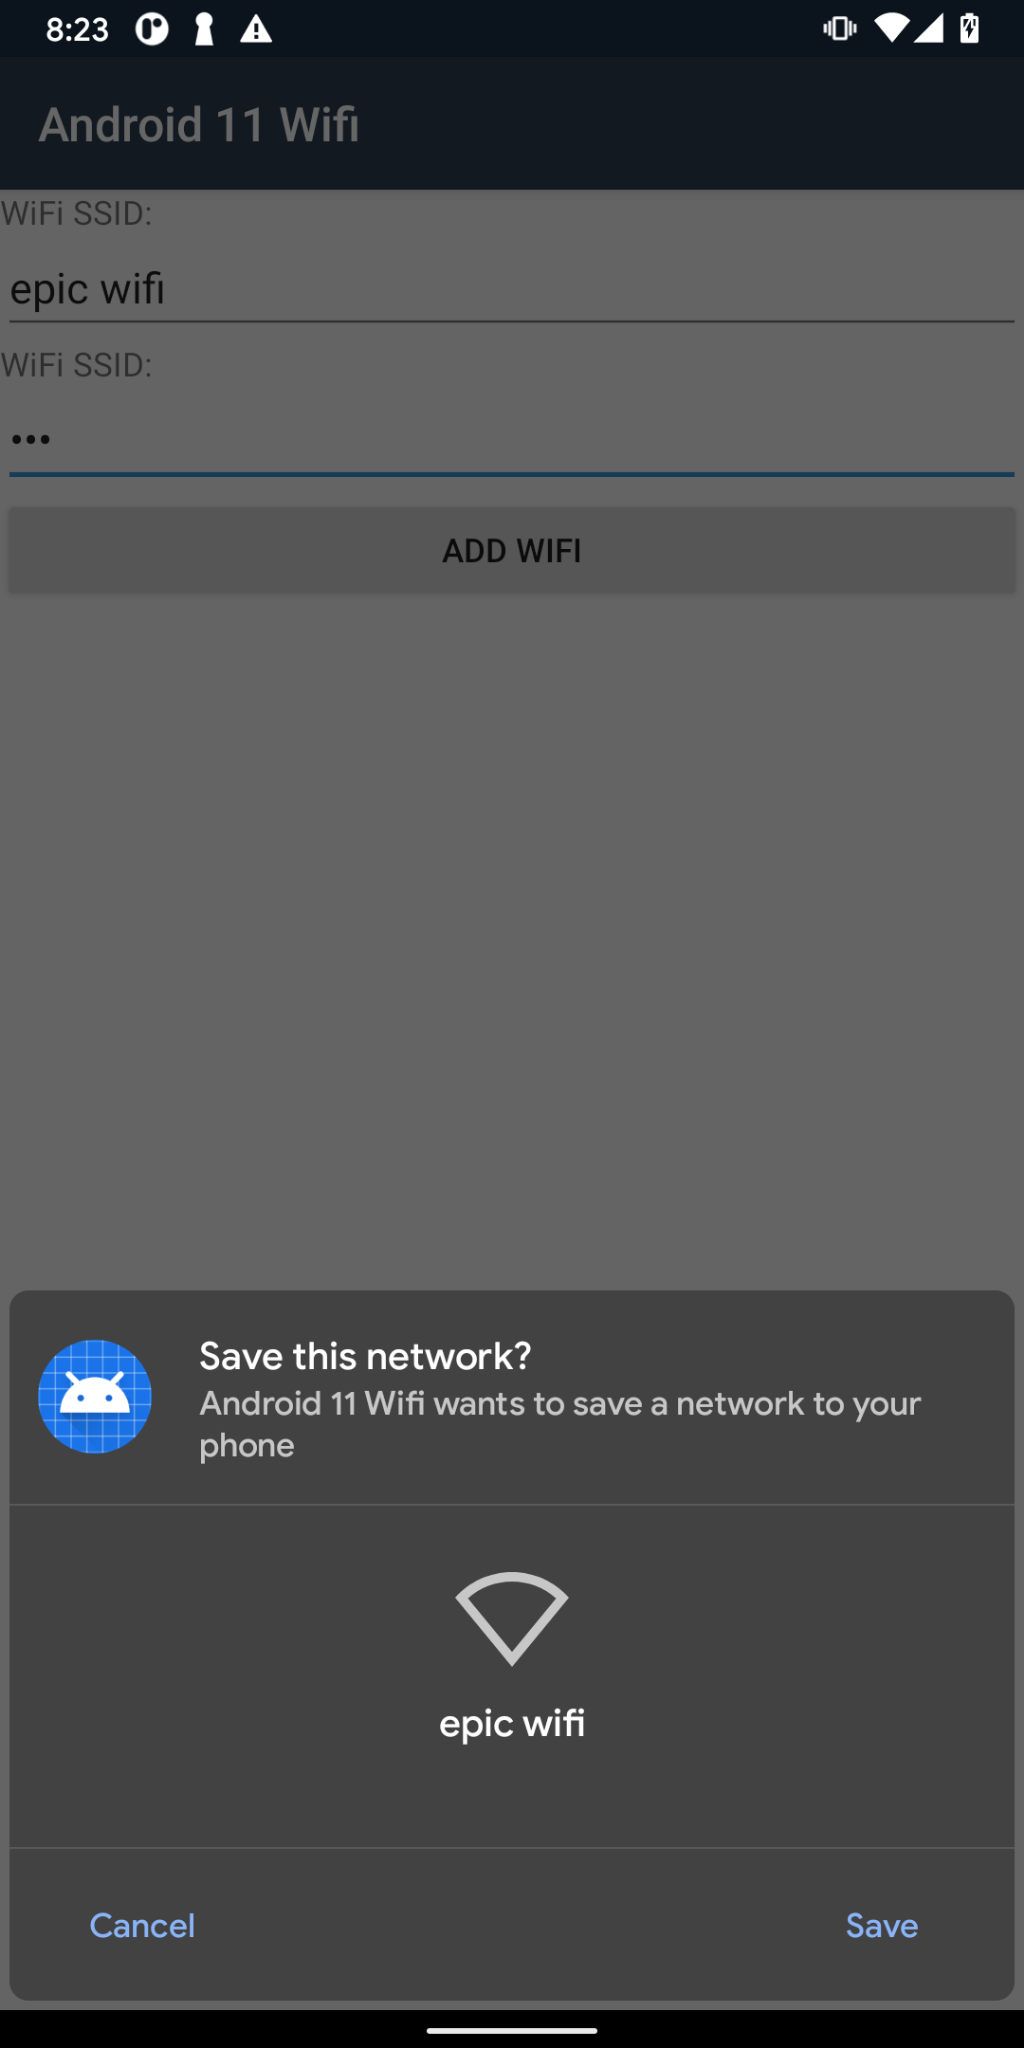 8:23
Android 11 Wifi
WiFi SSID:
epic wifi
WiFi SSID:
•••
ADD WIFI
Save this network?
Android 11 Wifi wants to save a network to your
phone
epic wifi
Cancel
Save